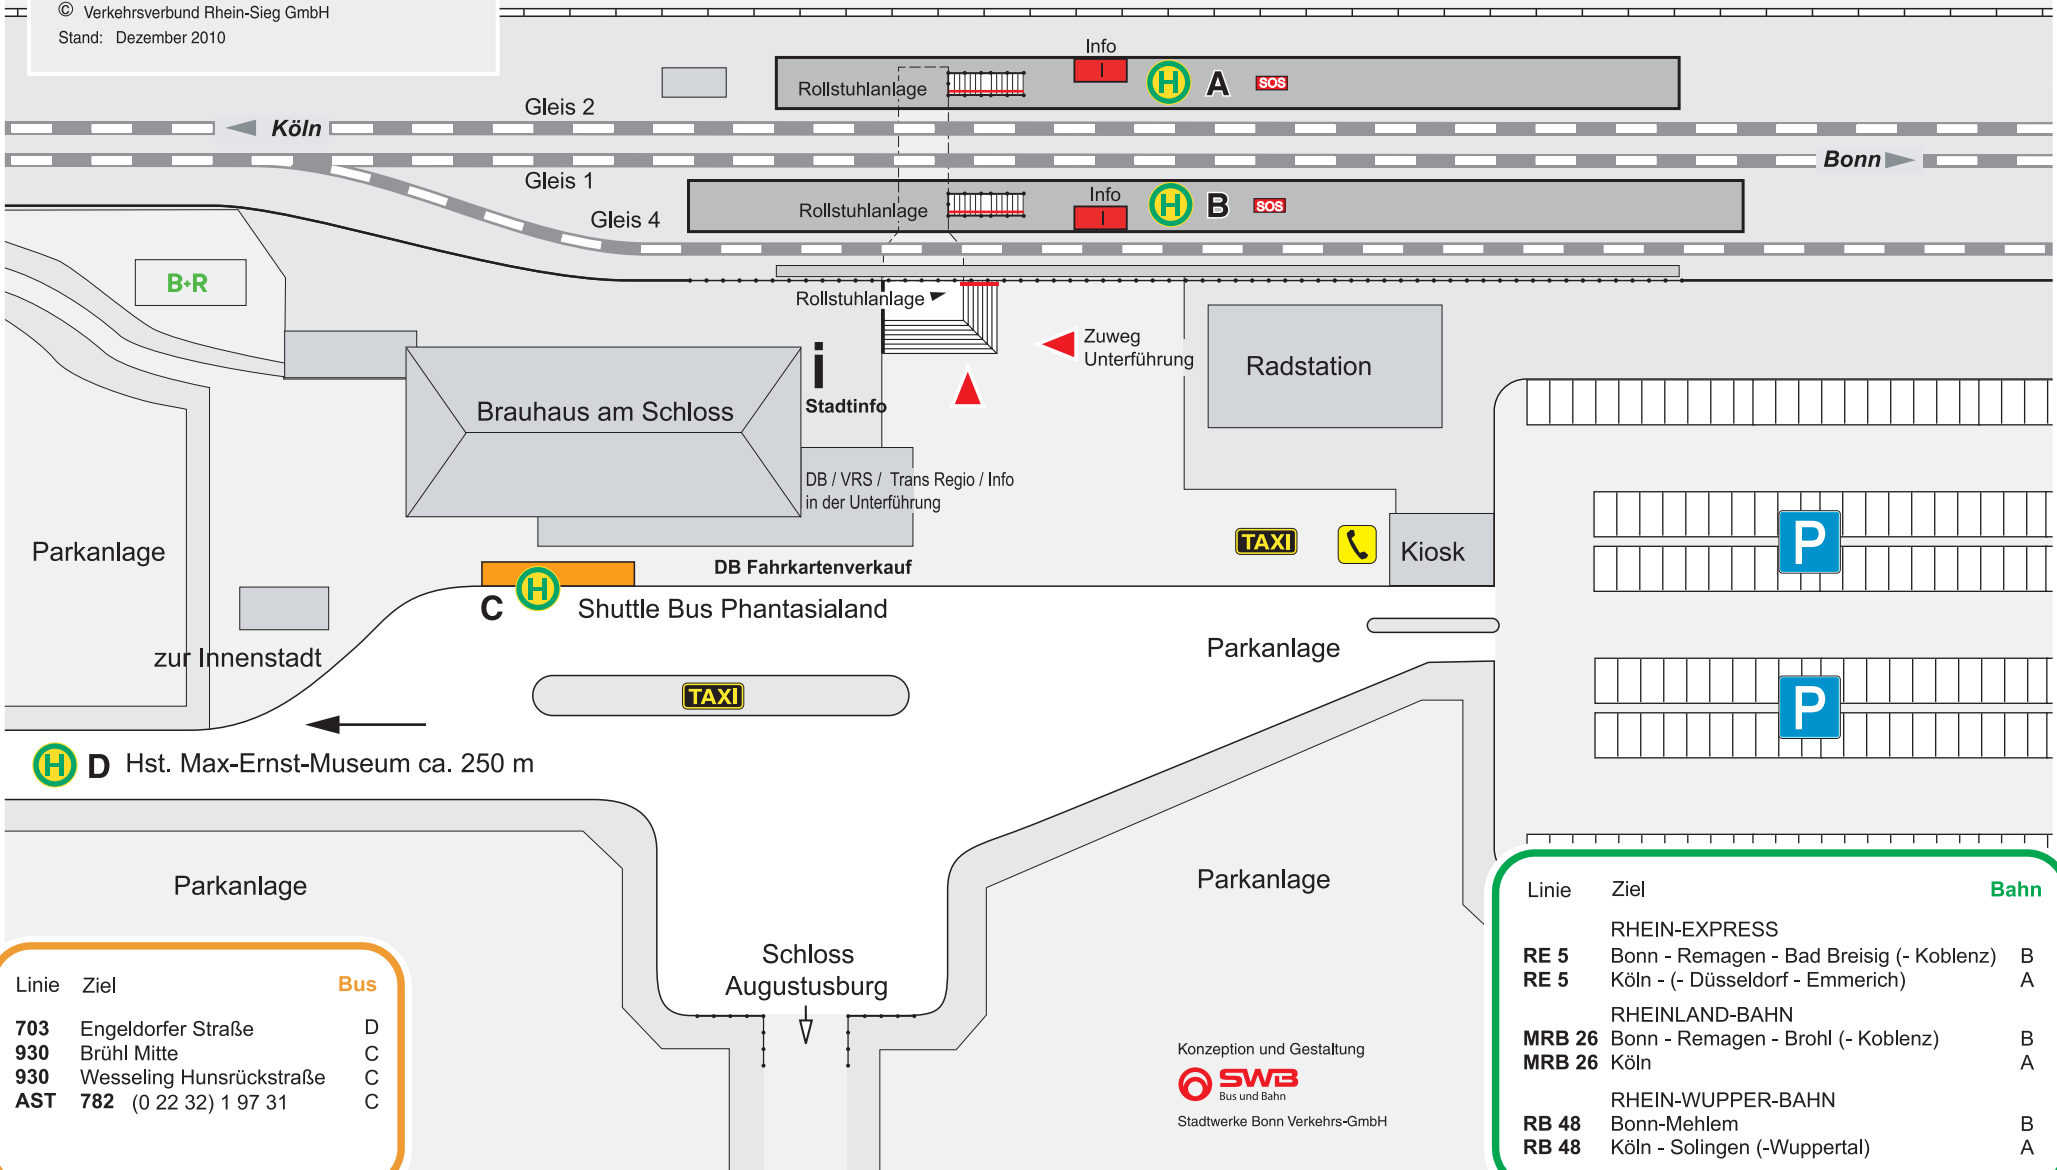 © Verkehrsverbund Rhein-Sieg GmbH
Stand: Dezember 2010
Info
I
Rollstuhlanlage
H A SOS
Gleis 2
Köln
Bonn
Gleis 1
Info
I
Rollstuhlanlage
H B SOS
Gleis 4
B+R
Rollstuhlanlage
Zuweg
Unterführung
Radstation
i
Stadtinfo
Brauhaus am Schloss
DB / VRS / Trans Regio / Info
in der Unterführung
Parkanlage
TAXI
Kiosk
P
DB Fahrkartenverkauf
C H Shuttle Bus Phantasialand
Parkanlage
zur Innenstadt
TAXI
P
H D Hst. Max-Ernst-Museum ca. 250 m
Parkanlage
Parkanlage
Schloss
Augustusburg
Linie Ziel Bus
703 Engeldorfer Straße D
930 Brühl Mitte C
930 Wesseling Hunsrückstraße C
AST 782 (0 22 32) 1 97 31 C
Konzeption und Gestaltung
SWB
Bus und Bahn
Stadtwerke Bonn Verkehrs-GmbH
Linie Ziel Bahn
RHEIN-EXPRESS
RE 5 Bonn - Remagen - Bad Breisig (- Koblenz) B
RE 5 Köln - (- Düsseldorf - Emmerich) A
RHEINLAND-BAHN
MRB 26 Bonn - Remagen - Brohl (- Koblenz) B
MRB 26 Köln A
RHEIN-WUPPER-BAHN
RB 48 Bonn-Mehlem B
RB 48 Köln - Solingen (-Wuppertal) A